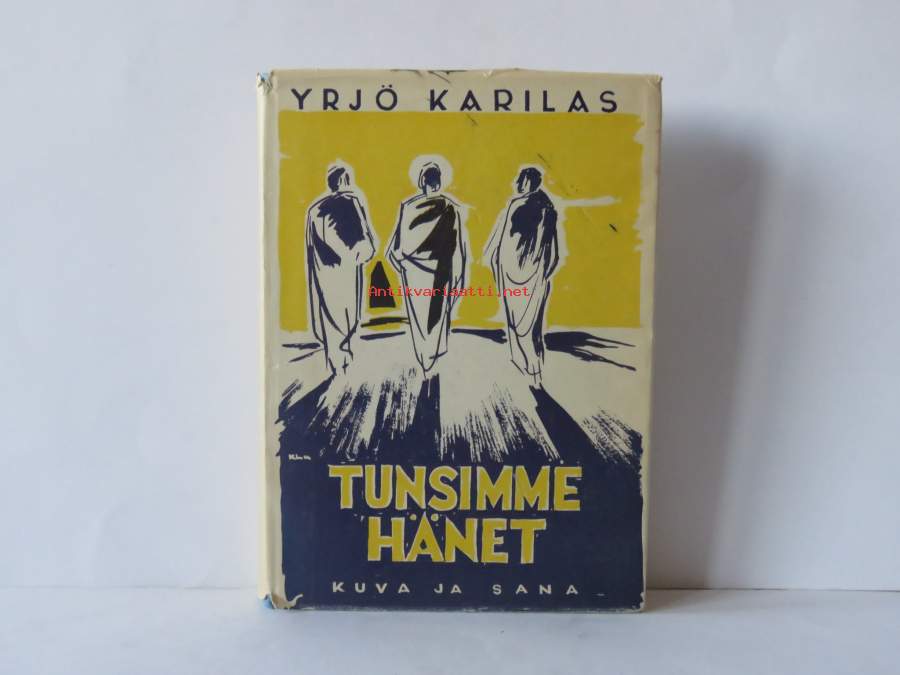 YRJÖ KARILAS
Antikvariaatti.net
TUNSIMME
HÄNET
KUVA JA SANA